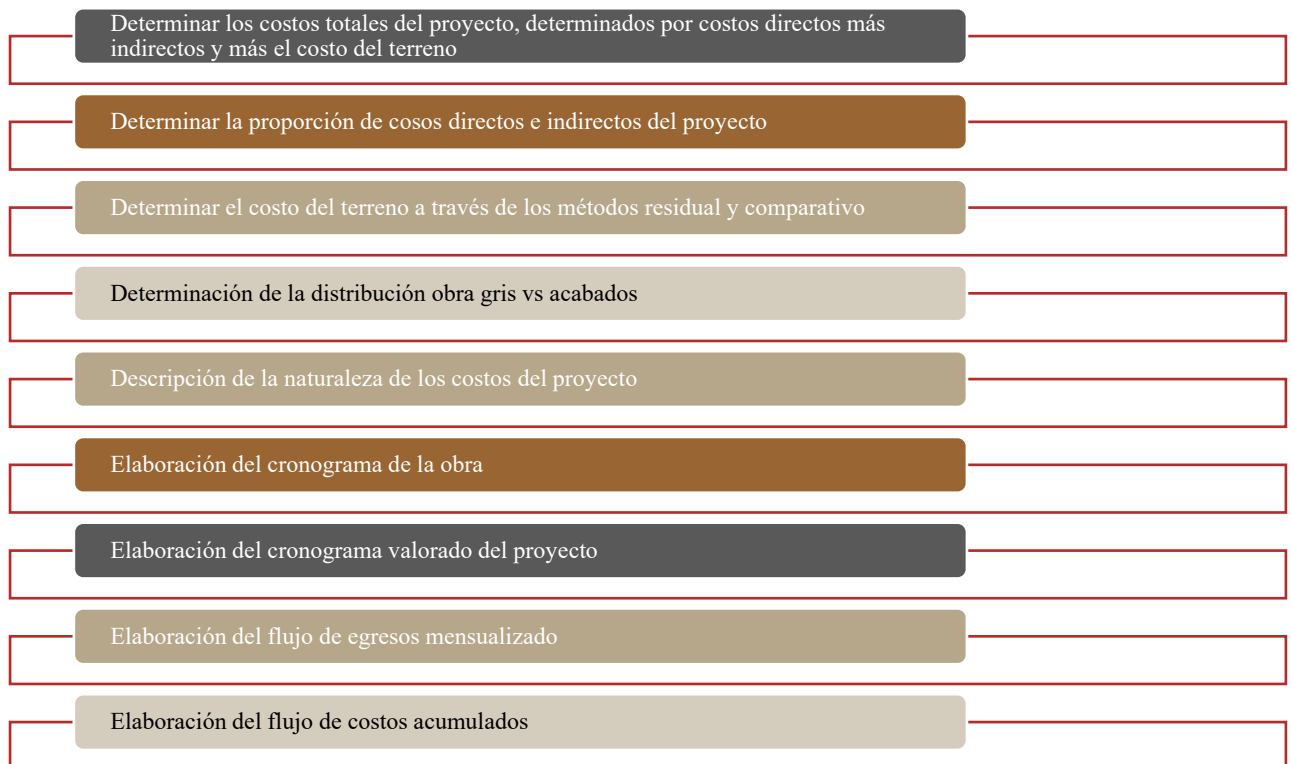 Determinar los costos totales del proyecto, determinados por costos directos más
indirectos y más el costo del terreno
Determinar la proporción de cosos directos e indirectos del proyecto
Determinar el costo del terreno a través de los métodos residual y comparativo
Determinación de la distribución obra gris vs acabados
Descripción de la naturaleza de los costos del proyecto
Elaboración del cronograma de la obra
Elaboración del cronograma valorado del proyecto
Elaboración del flujo de egresos mensualizado
Elaboración del flujo de costos acumulados